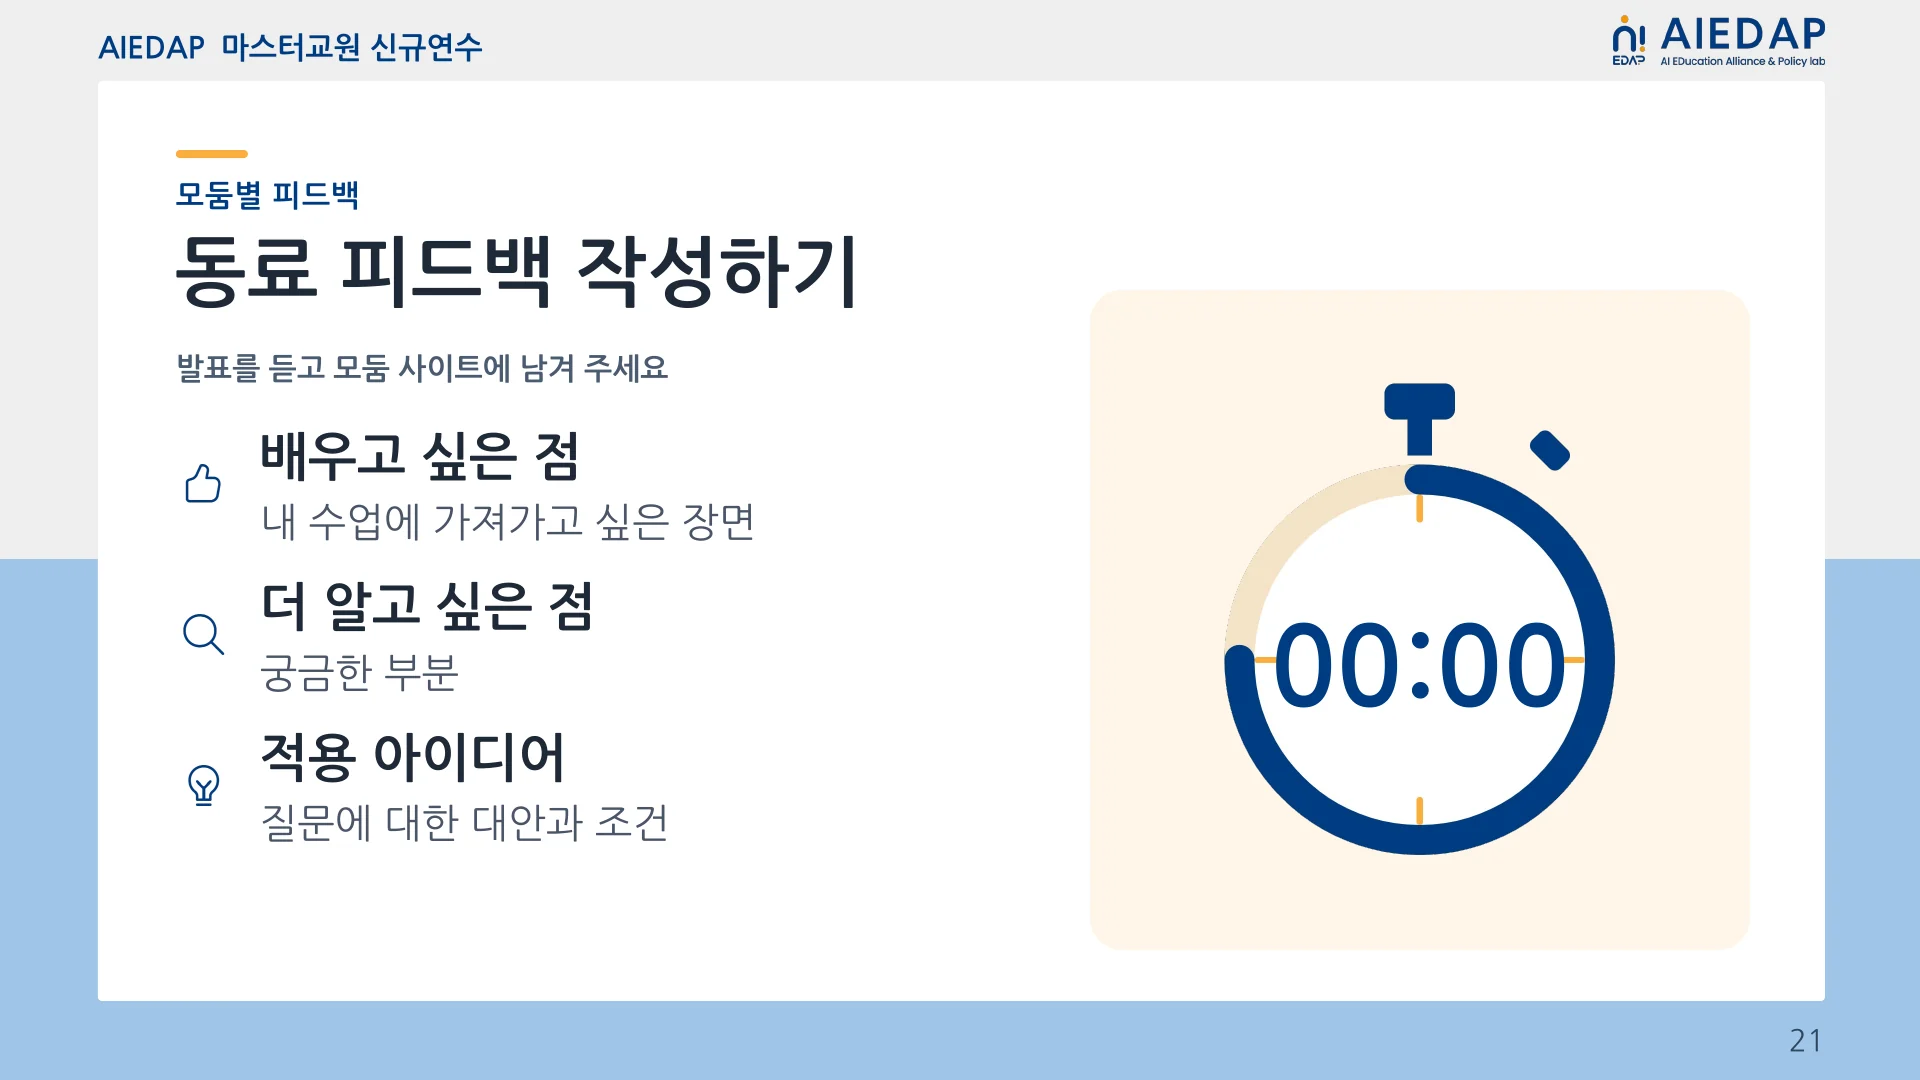 AIEDAP 마스터교원 신규연수
EDAP
AIEDAP
AI EDucation Alliance & Policy lab
모둠별 피드백
동료 피드백 작성하기
발표를 듣고 모둠 사이트에 남겨 주세요
배우고 싶은 점
내 수업에 가져가고 싶은 장면
더 알고 싶은 점
궁금한 부분
적용 아이디어
질문에 대한 대안과 조건
00:00
21